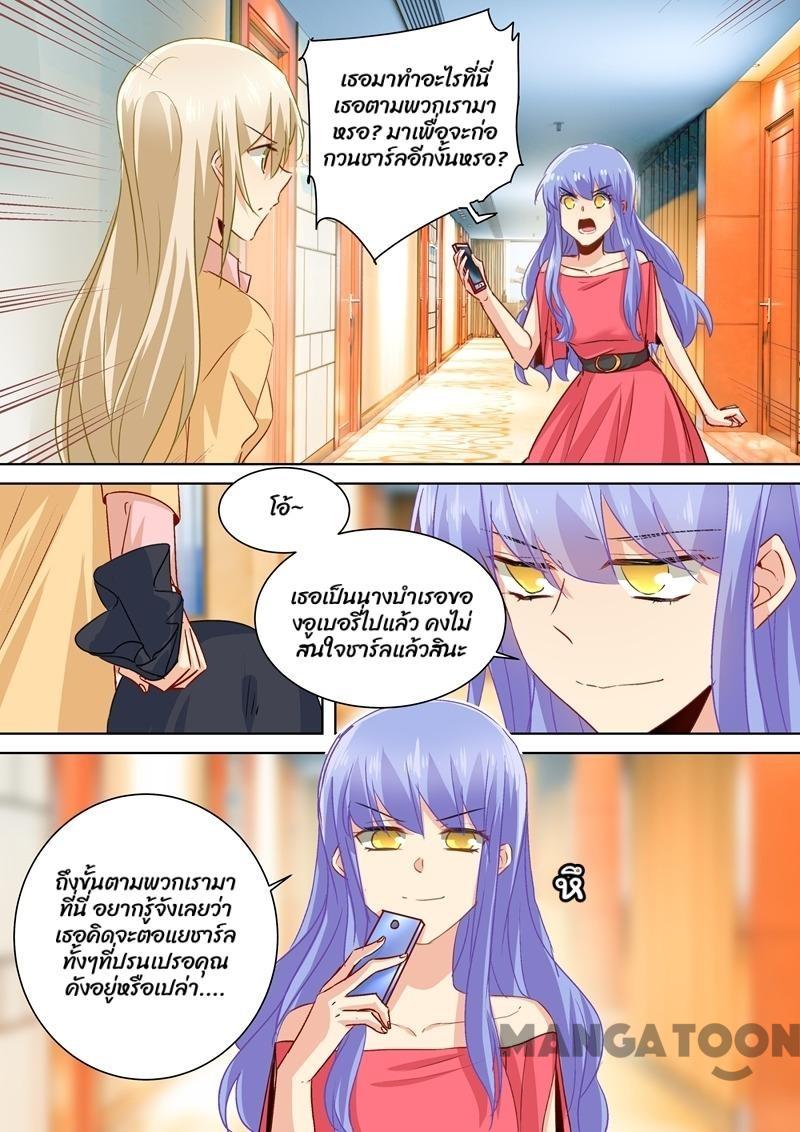 เธอมาทำอะไรที่นี่
เธอตามพวกเรามา
หรอ? มาเพื่อจะก่อ
กวนชาร์ลอีกงั้นหรอ?
โอ้~
เธอเป็นนางบำเรอขอ
งอูเบอรี่ไปแล้ว คงไม่
สนใจชาร์ลแล้วสินะ
ถึงขั้นตามพวกเรามา
ที่นี่ อยากรู้จังเลยว่า
เธอคิดจะตอแยชาร์ล
ทั้งๆที่ปรนเปรอคุณ
คังอยู่หรือเปล่า....
หึ
MANGATOON